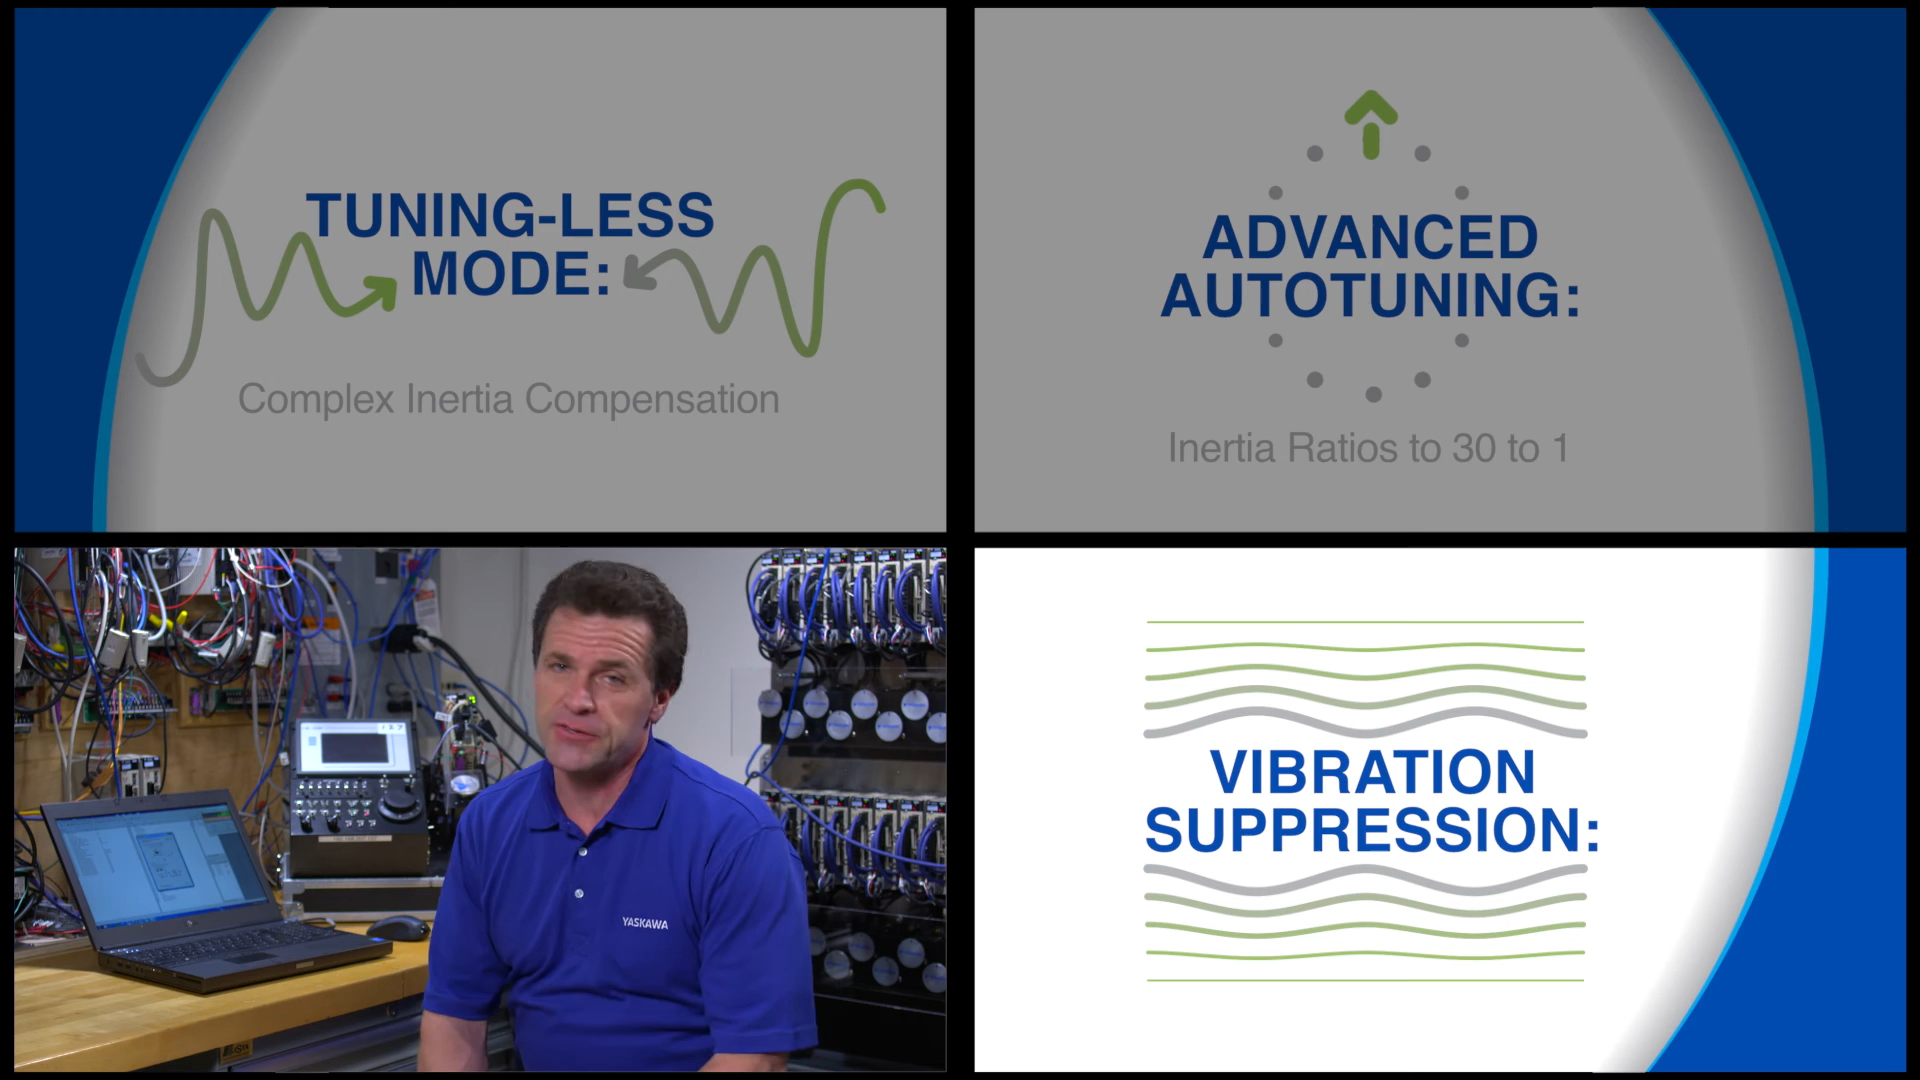 TUNING-LESS
MODE:
Complex Inertia Compensation
ADVANCED
AUTOTUNING:
Inertia Ratios to 30 to 1
YASKAWA
VIBRATION
SUPPRESSION: